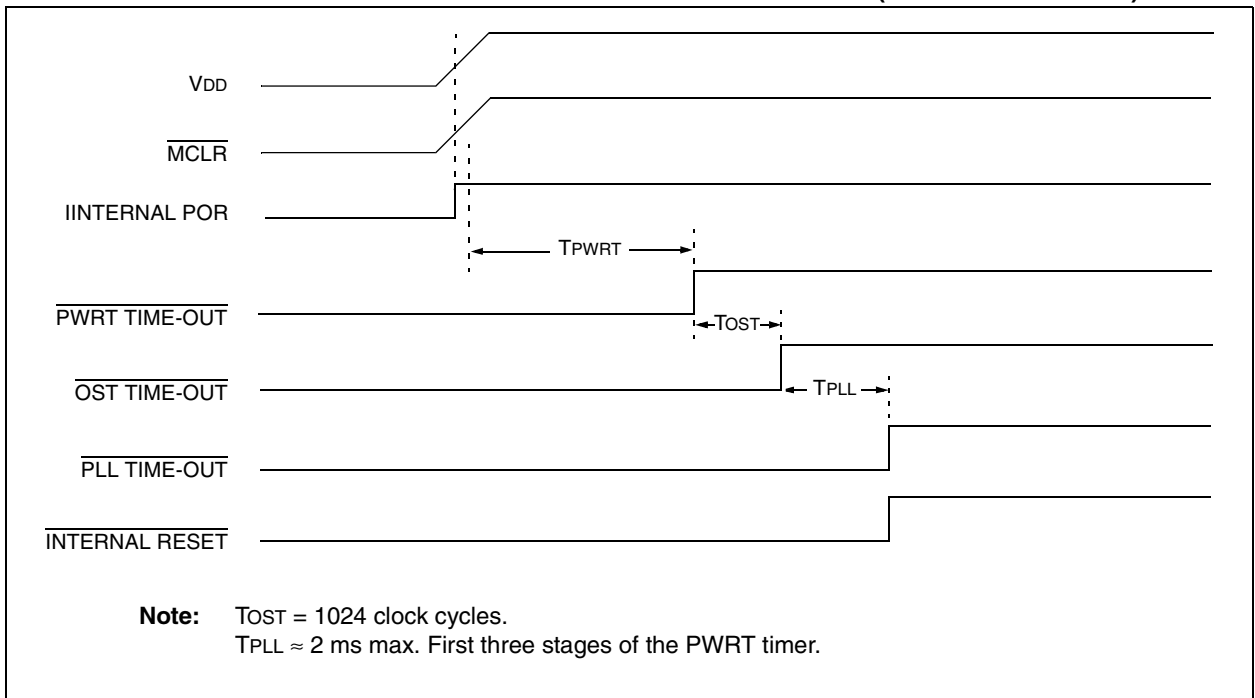 VDD
MCLR
IINTERNAL POR
TPWRT
PWRT TIME-OUT
TOST
OST TIME-OUT
TPLL
PLL TIME-OUT
INTERNAL RESET
Note: TOST = 1024 clock cycles.
TPLL ≈ 2 ms max. First three stages of the PWRT timer.